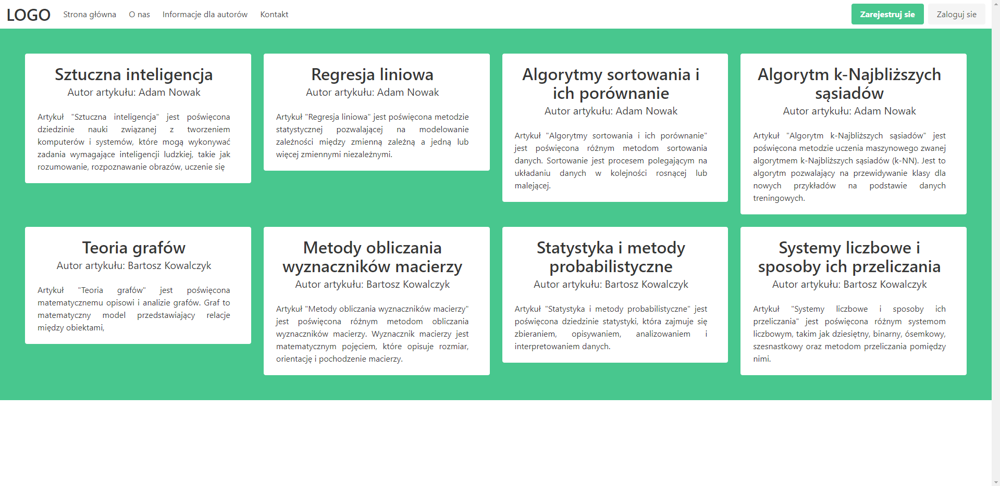 LOGO
Strona główna
O nas
Informacje dla autorów
Kontakt
Zarejestruj sie
Zaloguj sie
Sztuczna inteligencja
Autor artykułu: Adam Nowak
Artykuł "Sztuczna inteligencja" jest poświęcona
dziedzinie nauki związanej z tworzeniem
komputerów i systemów, które mogą wykonywać
zadania wymagające inteligencji ludzkiej, takie jak
rozumowanie, rozpoznawanie obrazów, uczenie się
Regresja liniowa
Autor artykułu: Adam Nowak
Artykuł "Regresja liniowa" jest poświęcona metodzie
statystycznej pozwalającej na modelowanie
zależności między zmienną zależną a jedną lub
więcej zmiennymi niezależnymi.
Algorytmy sortowania i
ich porównanie
Autor artykułu: Adam Nowak
Artykuł "Algorytmy sortowania i ich porównanie"
jest poświęcona różnym metodom sortowania
danych. Sortowanie jest procesem polegającym na
układaniu danych w kolejności rosnącej lub
malejącej.
Algorytm k-Najbliższych
sąsiadów
Autor artykułu: Adam Nowak
Artykuł "Algorytm k-Najbliższych sąsiadów" jest
poświęcona metodzie uczenia maszynowego zwanej
algorytmem k-Najbliższych sąsiadów (k-NN). Jest to
algorytm pozwalający na przewidywanie klasy dla
nowych przykładów na podstawie danych
treningowych.
Teoria grafów
Autor artykułu: Bartosz Kowalczyk
Artykuł "Teoria grafów" jest poświęcona
matematycznemu opisowi i analizie grafów. Graf to
matematyczny model przedstawiający relacje
między obiektami,
Metody obliczania
wyznaczników macierzy
Autor artykułu: Bartosz Kowalczyk
Artykuł "Metody obliczania wyznaczników macierzy"
jest poświęcona różnym metodom obliczania
wyznaczników macierzy. Wyznacznik macierzy jest
matematycznym pojęciem, które opisuje rozmiar,
orientację i pochodzenie macierzy.
Statystyka i metody
probabilistyczne
Autor artykułu: Bartosz Kowalczyk
Artykuł "Statystyka i metody probabilistyczne" jest
poświęcona dziedzinie statystyki, która zajmuje się
zbieraniem, opisywaniem, analizowaniem i
interpretowaniem danych.
Systemy liczbowe i
sposoby ich przeliczania
Autor artykułu: Bartosz Kowalczyk
Artykuł "Systemy liczbowe i sposoby ich
przeliczania" jest poświęcona różnym systemom
liczbowym, takim jak dziesiętny, binarny, ósemkowy,
szesnastkowy oraz metodom przeliczania pomiędzy
nimi.